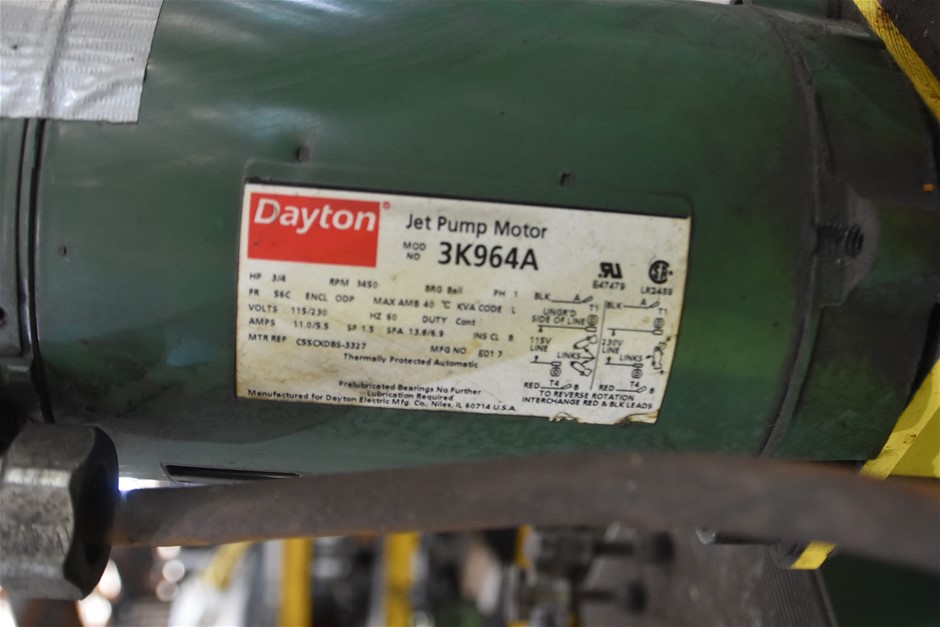 Dayton®
Jet Pump Motor
MOD NO 3K964A
E47479 LR2459
HP 3/4 RPM 3450 BRG Ball PH 1
FR 56C ENCL ODP MAX AMB 40 °C KVA CODE L
VOLTS 115/230 HZ 60 DUTY Cont
AMPS 11.0/5.5 SF 1.5 SFA 13.8/6.9 INS CL B
MTR REF MFG NO E017
Thermally Protected Automatic
Prelubricated Bearings No Further
Lubrication Required
Manufactured for Dayton Electric Mfg. Co., Niles, IL 60714 U.S.A.
BLK A T1 BLK A T1
UNGR'D
SIDE OF LINE
115V LINE 230V LINE
LINKS LINKS
RED T4 B RED T4 B
TO REVERSE ROTATION
INTERCHANGE RED & BLK LEADS